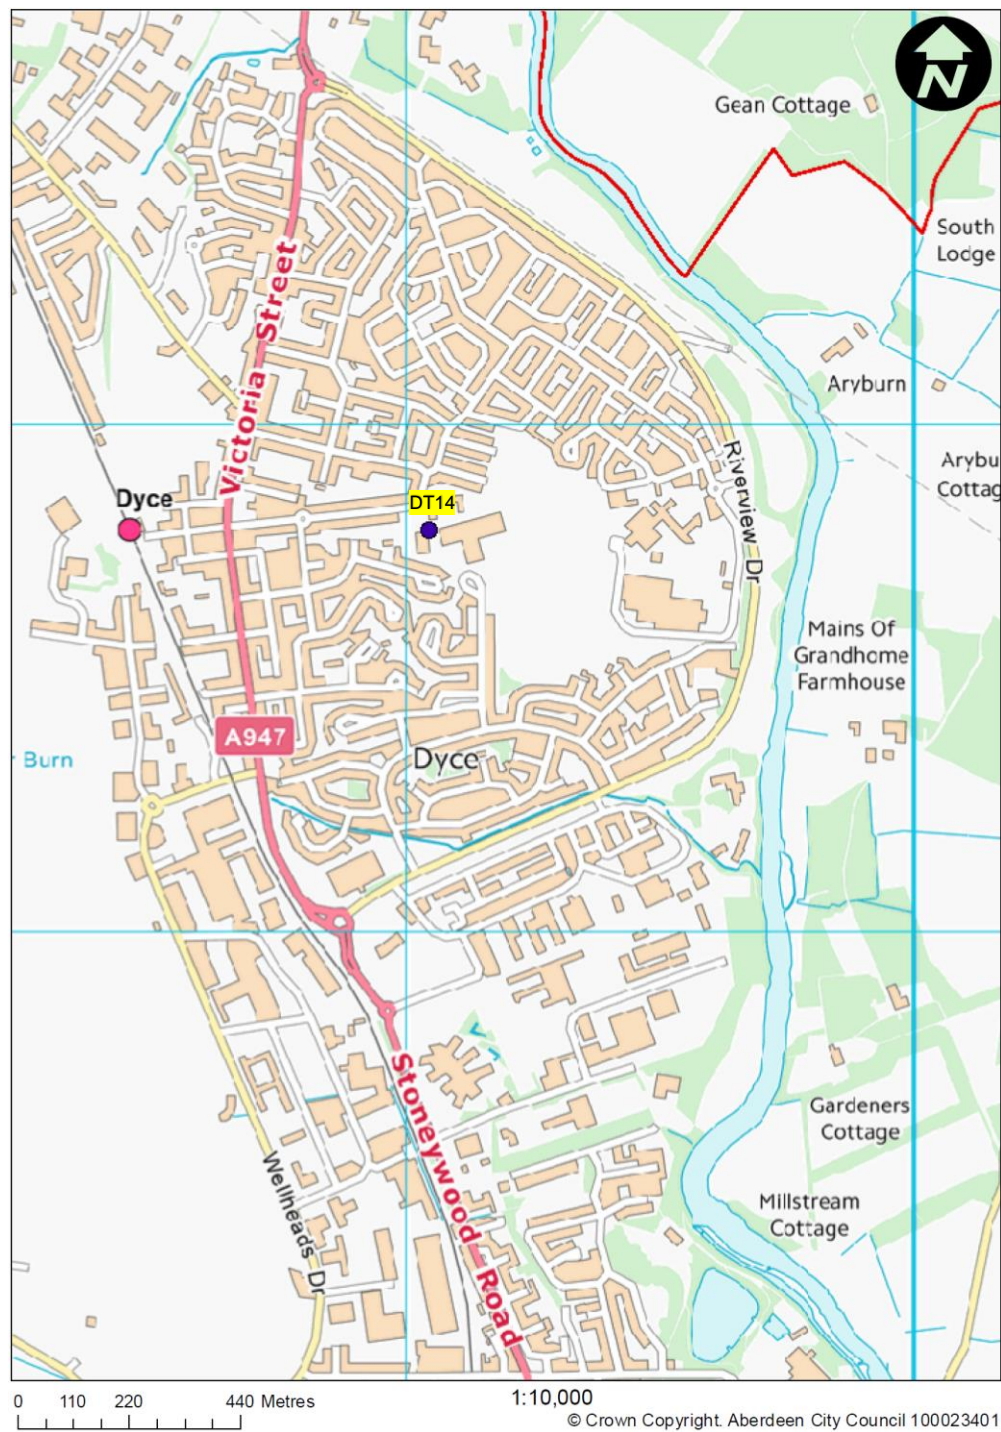 N
Gean Cottage
South
Lodge
Victoria Street
Aryburn
Arybu
Cottag
Riverview Dr
Dyce
DT14
Mains Of
Grandhome
Farmhouse
A947
Burn
Dyce
Stoneywood Road
Gardeners
Cottage
Wellheads Dr
Millstream
Cottage
0 110 220 440 Metres
1:10,000
© Crown Copyright. Aberdeen City Council 100023401